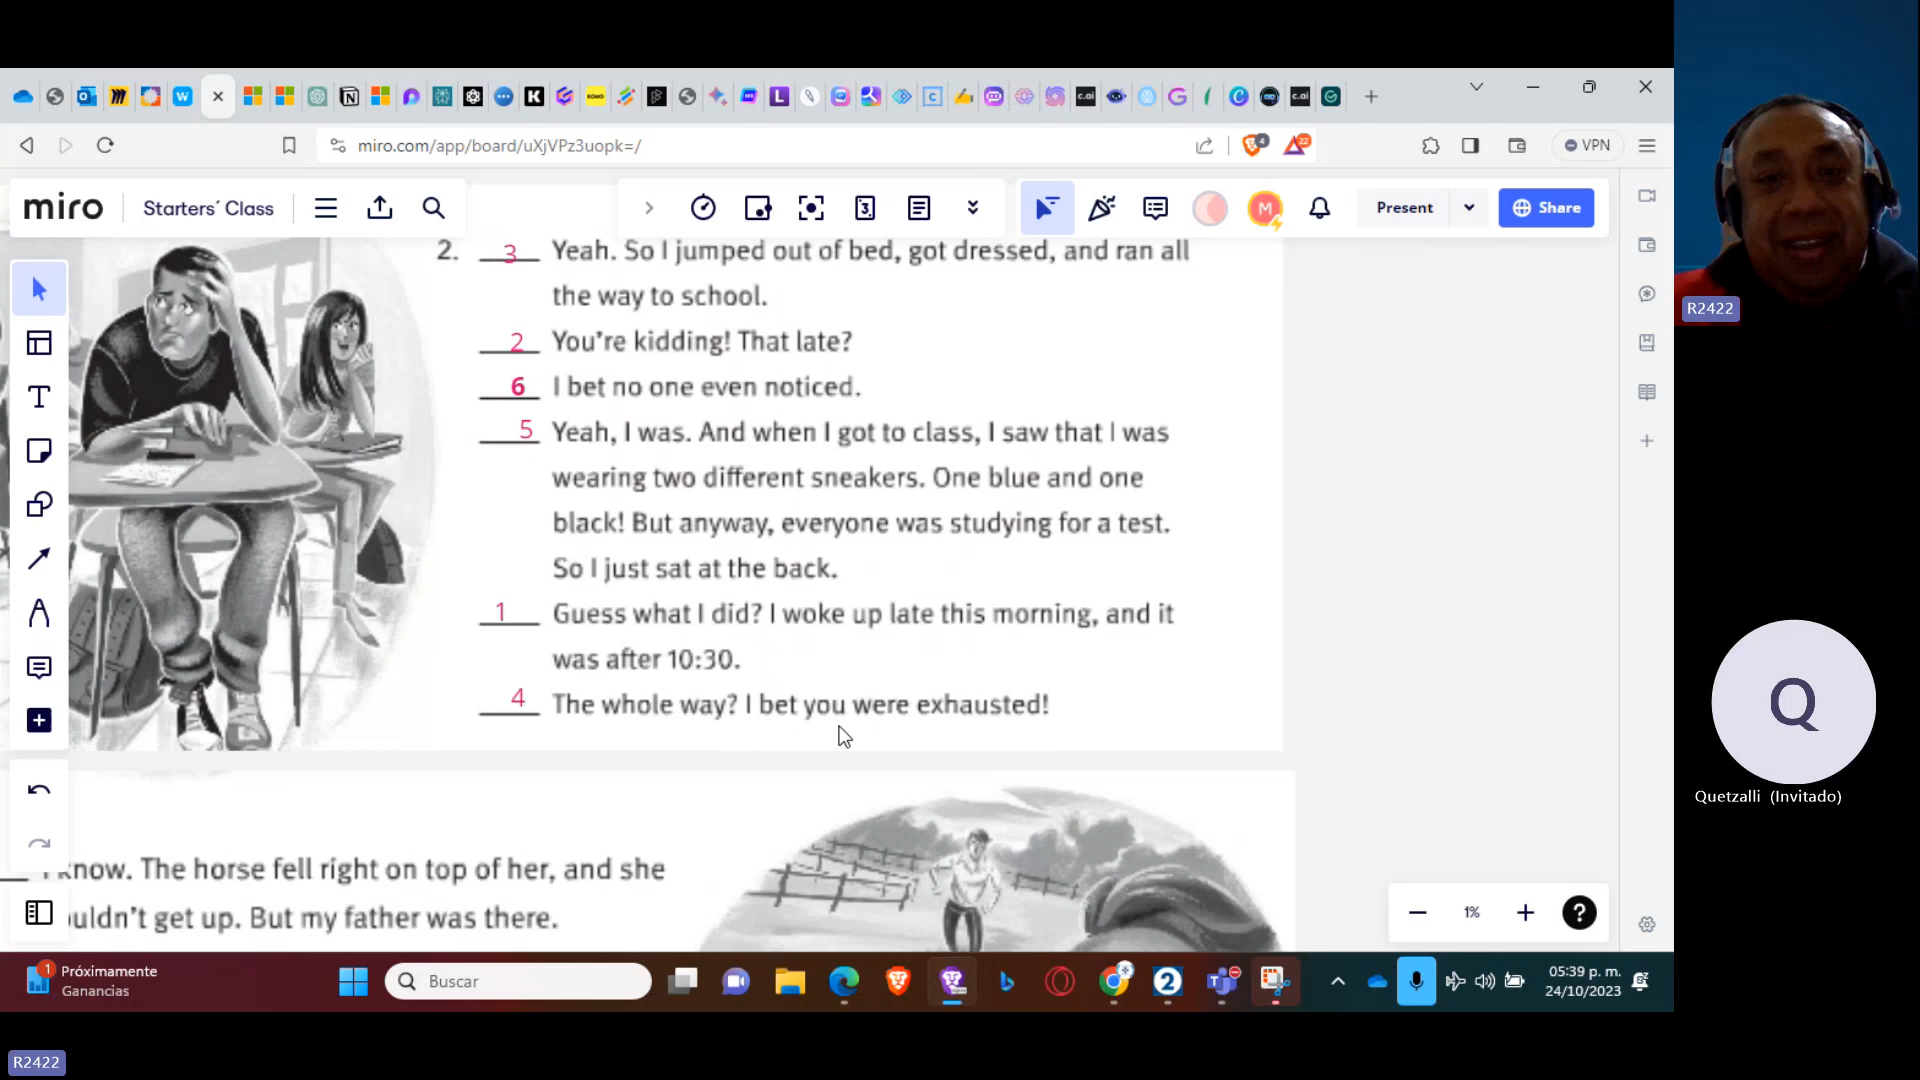 miro.com/app/board/uXjVPz3uopk=/
VPN
miro
Starters´ Class
Present
Share
2. 3 Yeah. So I jumped out of bed, got dressed, and ran all
the way to school.
2 You're kidding! That late?
6 I bet no one even noticed.
5 Yeah, I was. And when I got to class, I saw that I was
wearing two different sneakers. One blue and one
black! But anyway, everyone was studying for a test.
So I just sat at the back.
1 Guess what I did? I woke up late this morning, and it
was after 10:30.
4 The whole way? I bet you were exhausted!
know. The horse fell right on top of her, and she
uldn't get up. But my father was there.
1%
Próximamente
Ganancias
Buscar
05:39 p. m.
24/10/2023
R2422
Q
Quetzalli (Invitado)
R2422